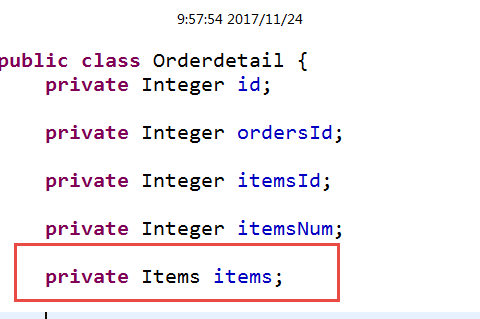 9:57:54 2017/11/24
public class Orderdetail {
private Integer id;
private Integer ordersId;
private Integer itemsId;
private Integer itemsNum;
private Items items;